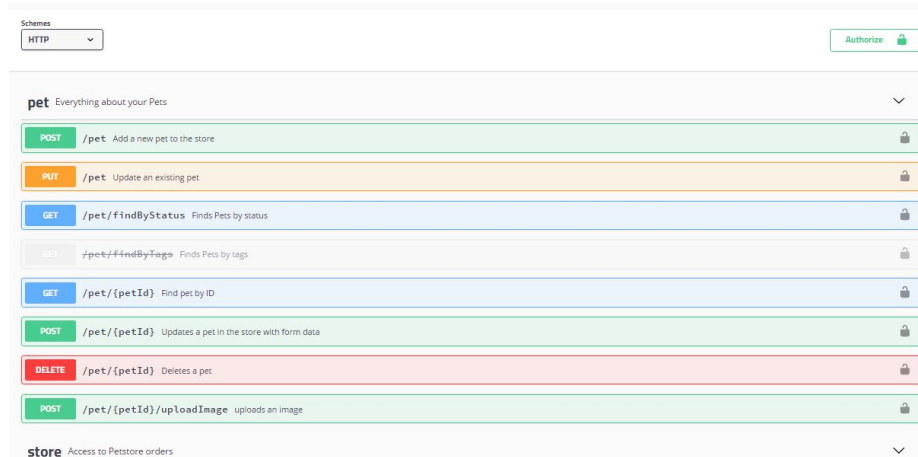 Schemes
HTTP
Authorize
pet Everything about your Pets
POST /pet Add a new pet to the store
PUT /pet Update an existing pet
GET /pet/findByStatus Finds Pets by status
GET /pet/findByTags Finds Pets by tags
GET /pet/{petId} Find pet by ID
POST /pet/{petId} Updates a pet in the store with form data
DELETE /pet/{petId} Deletes a pet
POST /pet/{petId}/uploadImage uploads an image
store Access to Petstore orders